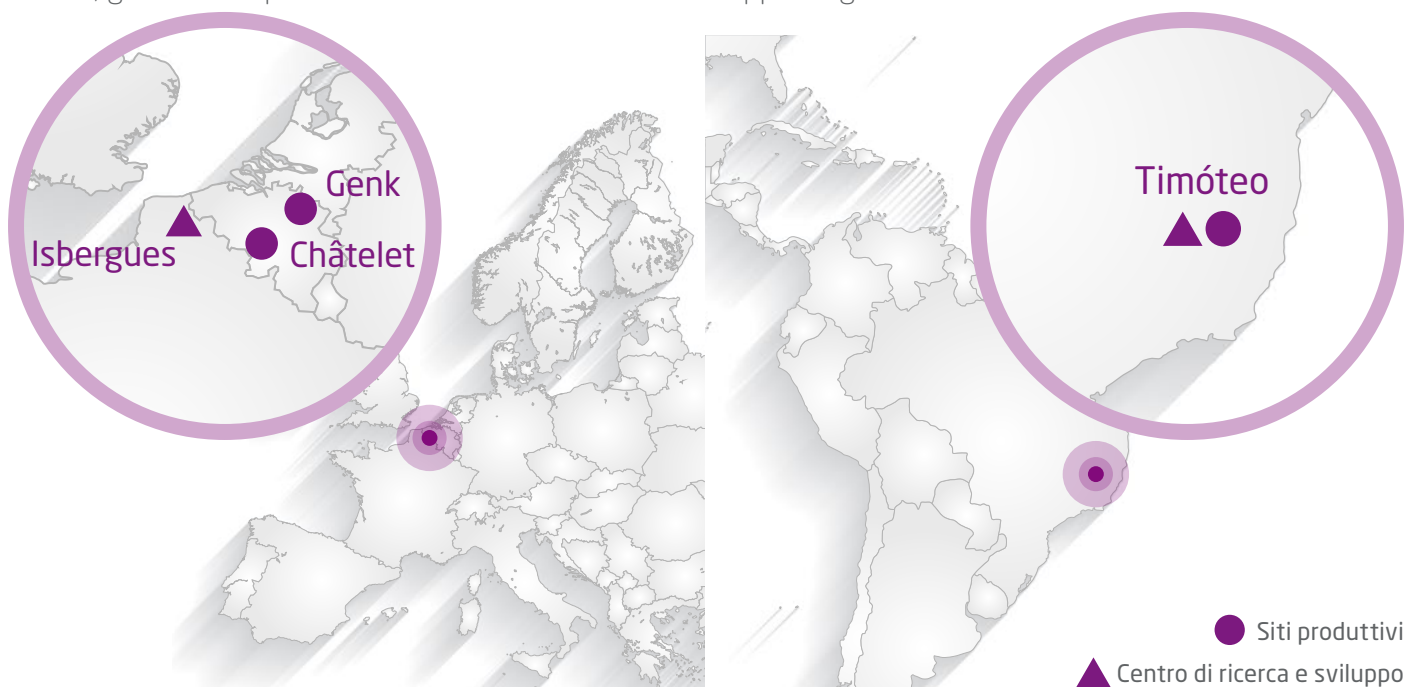 Genk
Isbergues
Châtelet
Timóteo
Siti produttivi
Centro di ricerca e sviluppo